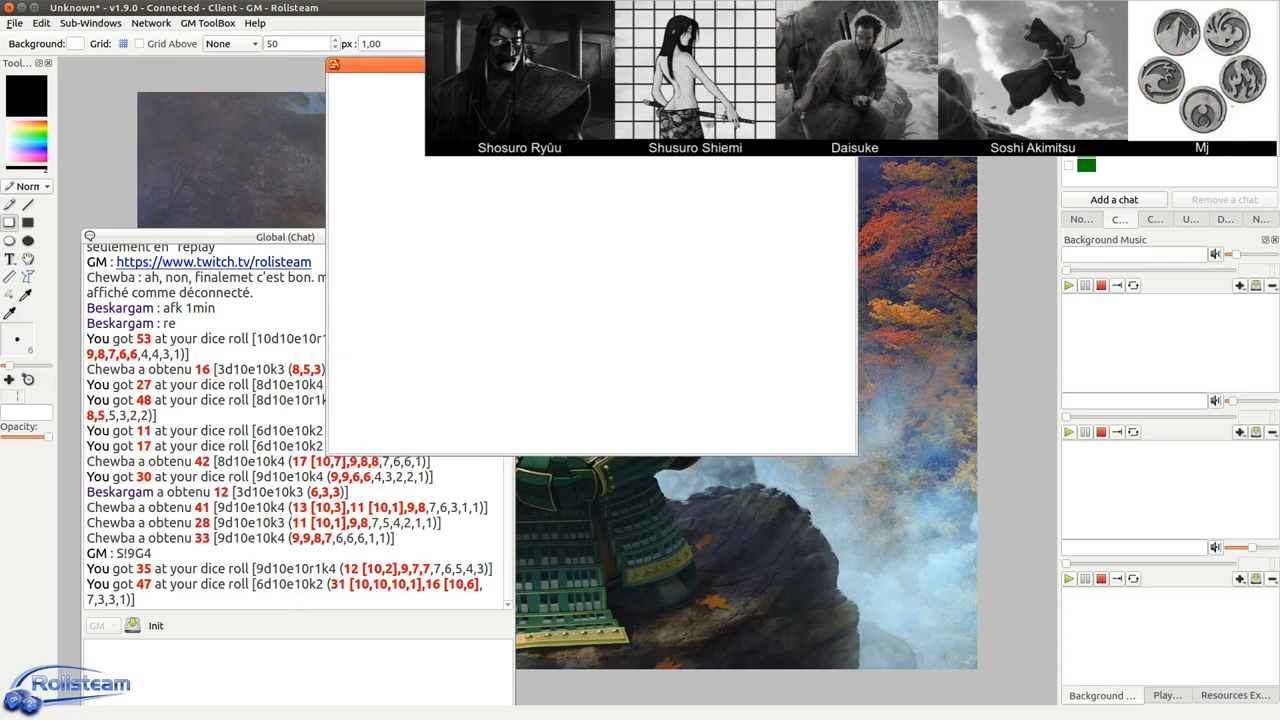 Unknown* - v1.9.0 - Connected - Client - GM - Rolisteam
File Edit Sub-Windows Network GM ToolBox Help
Background: Grid: Grid Above None 50 px : 1,00
Tool...
Norn
6
Opacity:
Rolisteam
Shosuro Ryûu
Shusuro Shiemi
Daisuke
Soshi Akimitsu
Mj
Global (Chat)
seulement en replay
GM : https://www.twitch.tv/rolisteam
Chewba : ah, non, finalemet c'est bon. m
affiché comme déconnecté.
Beskargam : afk 1min
Beskargam : re
You got 53 at your dice roll [10d10e10r1
9,8,7,6,6,4,4,3,1)]
Chewba a obtenu 16 [3d10e10k3 (8,5,3)
You got 27 at your dice roll [8d10e10k4
You got 48 at your dice roll [8d10e10r1k
8,5,5,3,2,2)]
You got 11 at your dice roll [6d10e10k2
You got 17 at your dice roll [6d10e10k2
Chewba a obtenu 42 [8d10e10k4 (17 [10,7],9,8,8,7,6,6,1)]
You got 30 at your dice roll [9d10e10k4 (9,9,6,6,4,3,2,2,1)]
Beskargam a obtenu 12 [3d10e10k3 (6,3,3)]
Chewba a obtenu 41 [9d10e10k4 (13 [10,3],11 [10,1],9,8,7,6,3,1,1)]
Chewba a obtenu 28 [9d10e10k3 (11 [10,1],9,8,7,5,4,2,1,1)]
Chewba a obtenu 33 [9d10e10k4 (9,9,8,7,6,6,6,1,1)]
GM : S!9G4
You got 35 at your dice roll [9d10e10r1k4 (12 [10,2],9,7,7,7,6,5,4,3)]
You got 47 at your dice roll [6d10e10k2 (31 [10,10,10,1],16 [10,6],
7,3,3,1)]
GM Init
Add a chat Remove a chat
No... C... C... U... D... N...
Background Music
Background ... Play... Resources Ex...